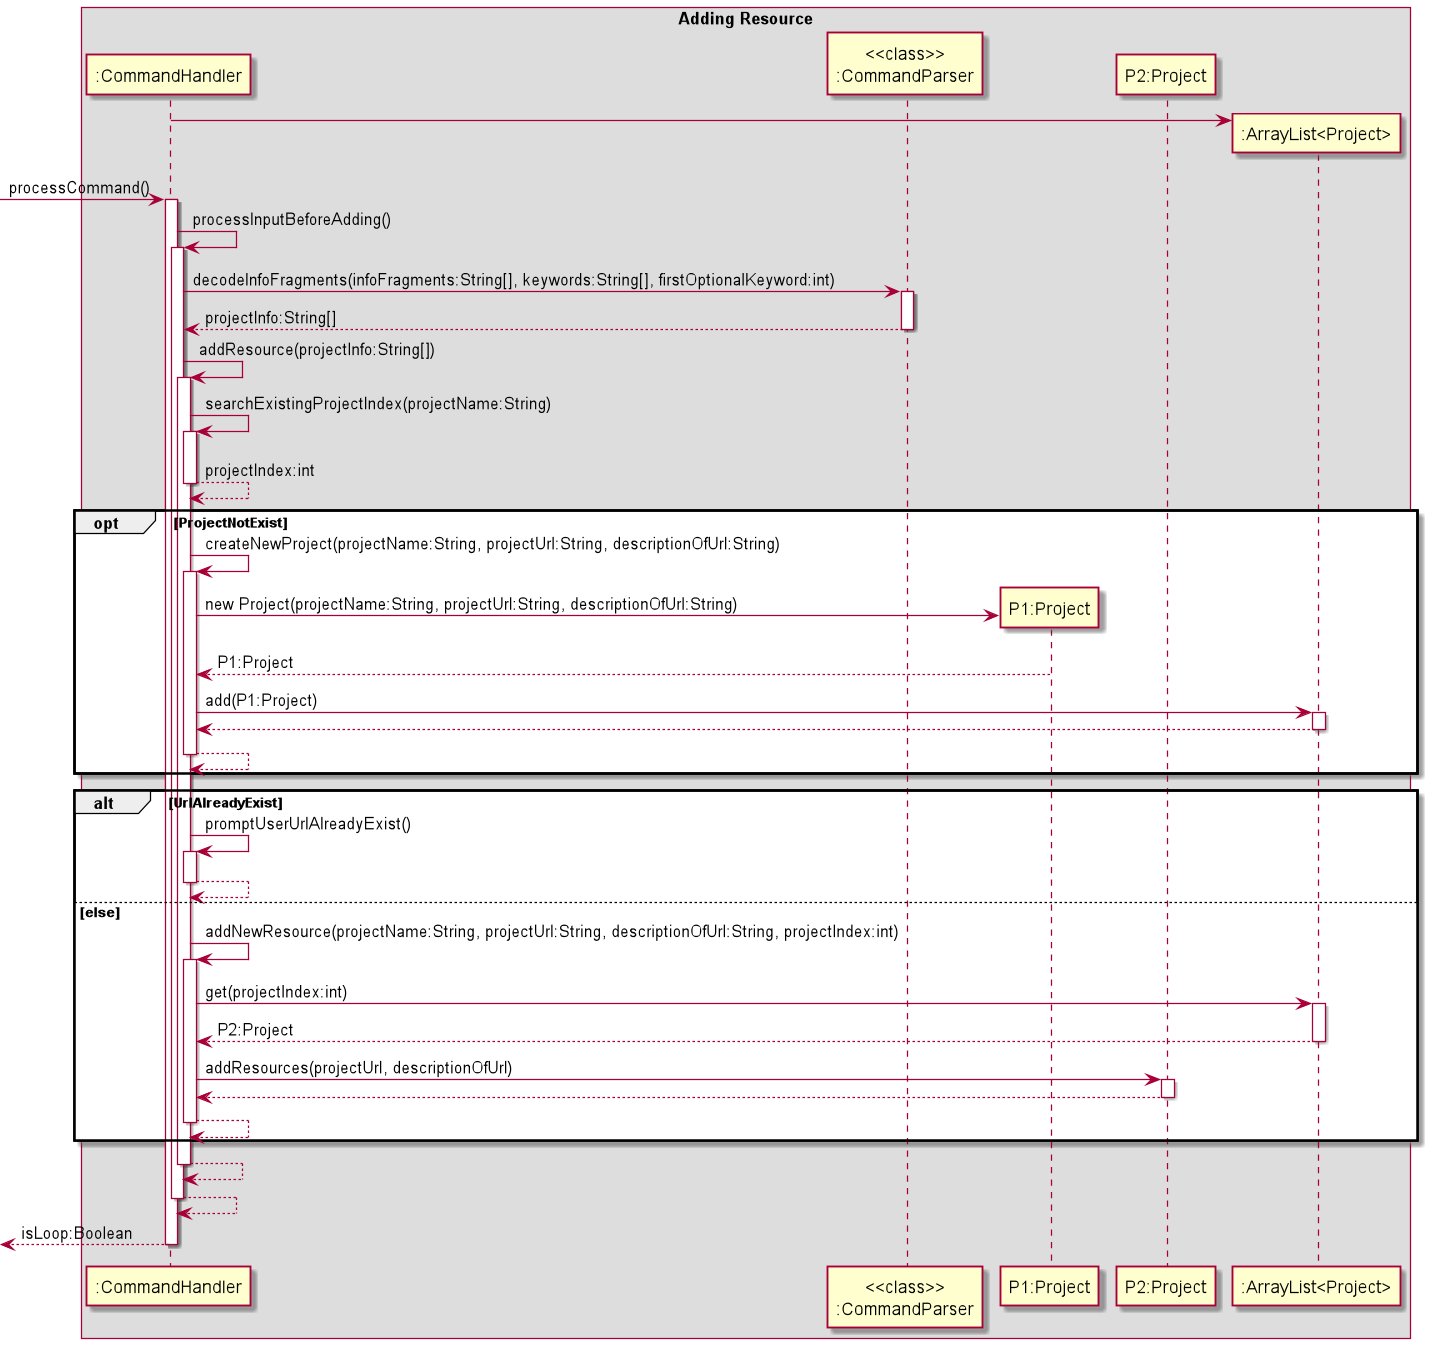 Adding Resource
:CommandHandler
<<class>>
:CommandParser
P2:Project
:ArrayList<Project>
processCommand()
processInputBeforeAdding()
decodeInfoFragments(infoFragments:String[], keywords:String[], firstOptionalKeyword:int)
projectInfo:String[]
addResource(projectInfo:String[])
searchExistingProjectIndex(projectName:String)
projectIndex:int
opt
[ProjectNotExist]
createNewProject(projectName:String, projectUrl:String, descriptionOfUrl:String)
new Project(projectName:String, projectUrl:String, descriptionOfUrl:String)
P1:Project
P1:Project
add(P1:Project)
alt
[UrlAlreadyExist]
promptUserUrlAlreadyExist()
[else]
addNewResource(projectName:String, projectUrl:String, descriptionOfUrl:String, projectIndex:int)
get(projectIndex:int)
P2:Project
addResources(projectUrl, descriptionOfUrl)
isLoop:Boolean
:CommandHandler
<<class>>
:CommandParser
P1:Project
P2:Project
:ArrayList<Project>